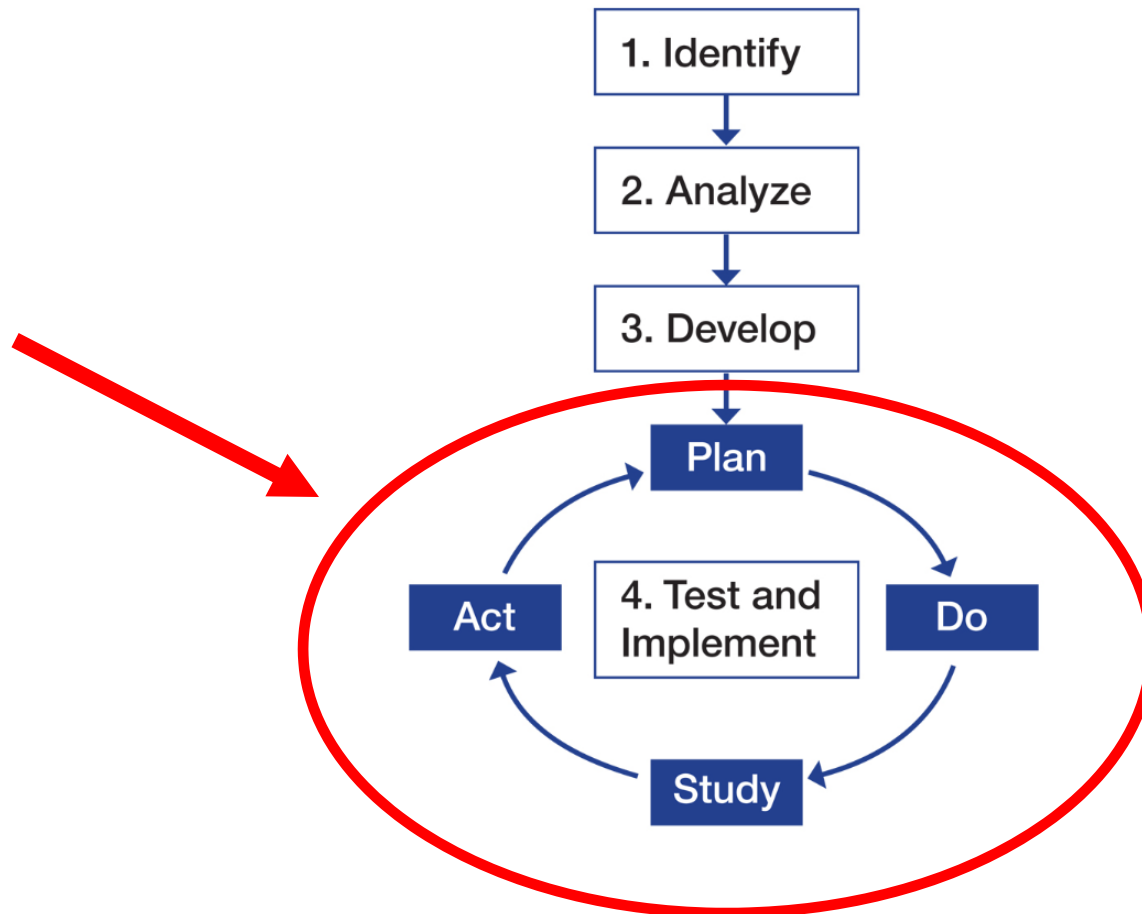 1. Identify
2. Analyze
3. Develop
Plan
Act
4. Test and
Implement
Do
Study